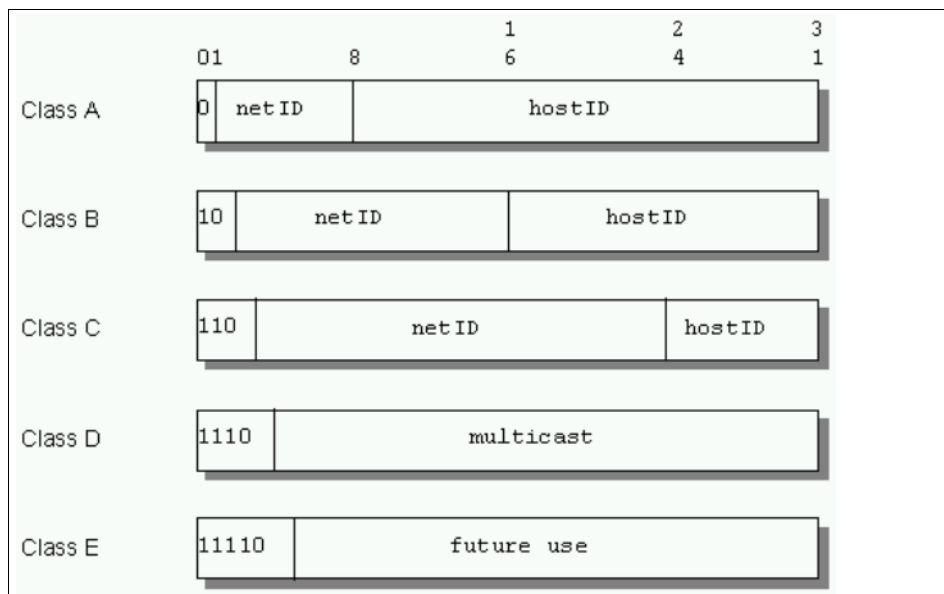 1 2 3
01 8 6 4 1
Class A 0 netID hostID
Class B 10 netID hostID
Class C 110 netID hostID
Class D 1110 multicast
Class E 11110 future use